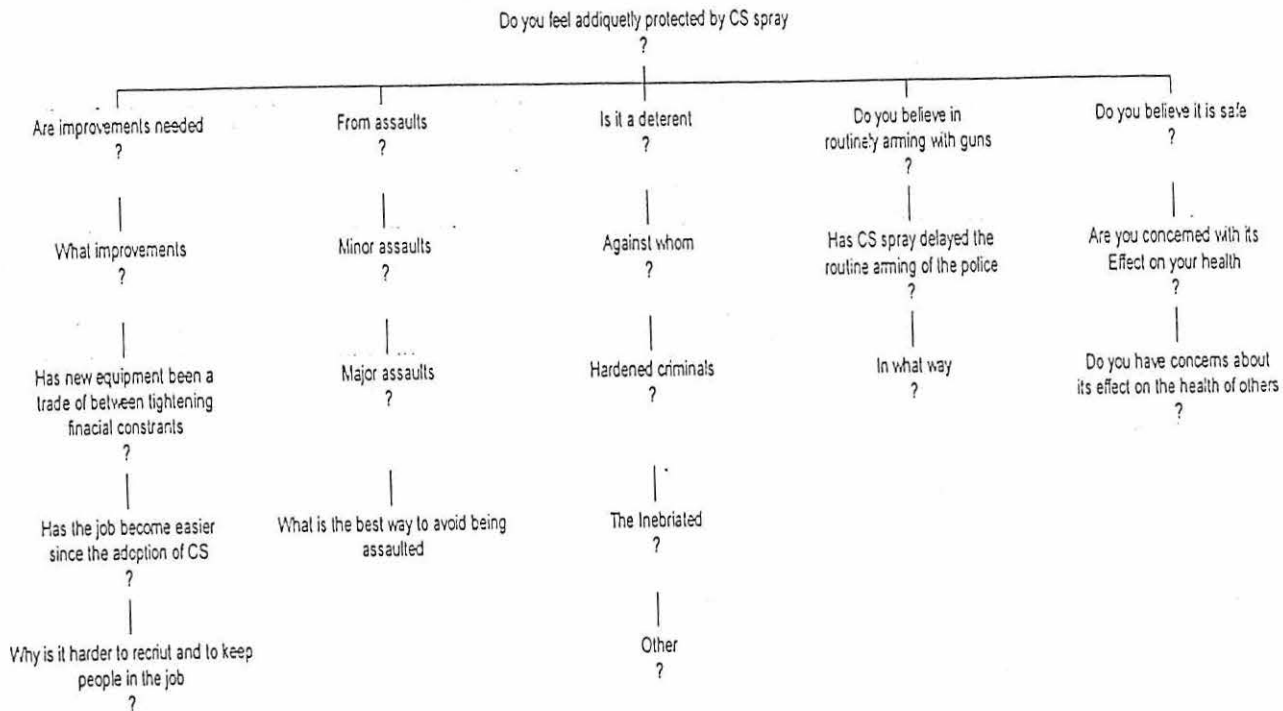 Do you feel addiquetly protected by CS spray
?
Are improvements needed
?
What improvements
?
Has new equipment been a
trade of between tightening
finacial constrants
?
Has the job become easier
since the adoption of CS
?
Why is it harder to recriut and to keep
people in the job
?
From assaults
?
Minor assaults
?
Major assaults
?
What is the best way to avoid being
assaulted
Is it a deterent
?
Against whom
?
Hardened criminals
?
The Inebriated
?
Other
?
Do you believe in
routinely arming with guns
?
Has CS spray delayed the
routine arming of the police
?
In what way
?
Do you believe it is safe
?
Are you concerned with its
Effect on your health
?
Do you have concerns about
its effect on the health of others
?